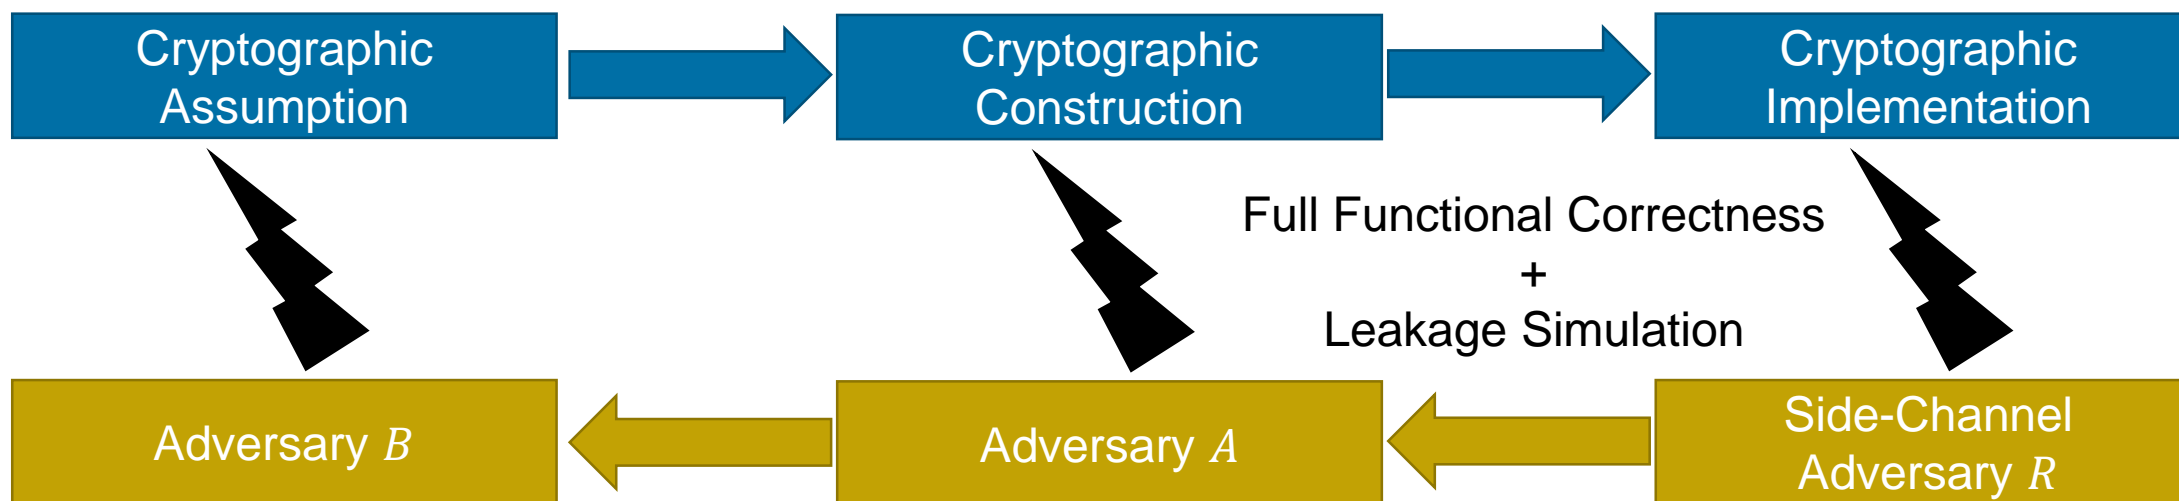 Cryptographic
Assumption
Cryptographic
Construction
Cryptographic
Implementation
Full Functional Correctness
+
Leakage Simulation
Adversary B
Adversary A
Side-Channel
Adversary R